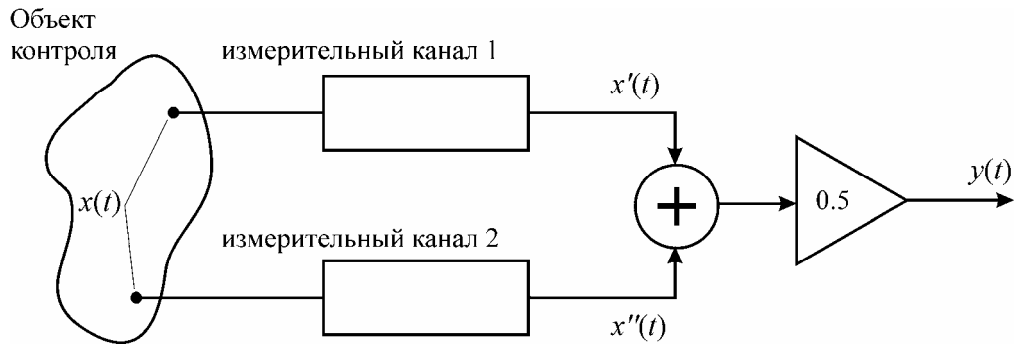 Объект
контроля
измерительный канал 1
x'(t)
x(t)
+
0.5
y(t)
измерительный канал 2
x''(t)